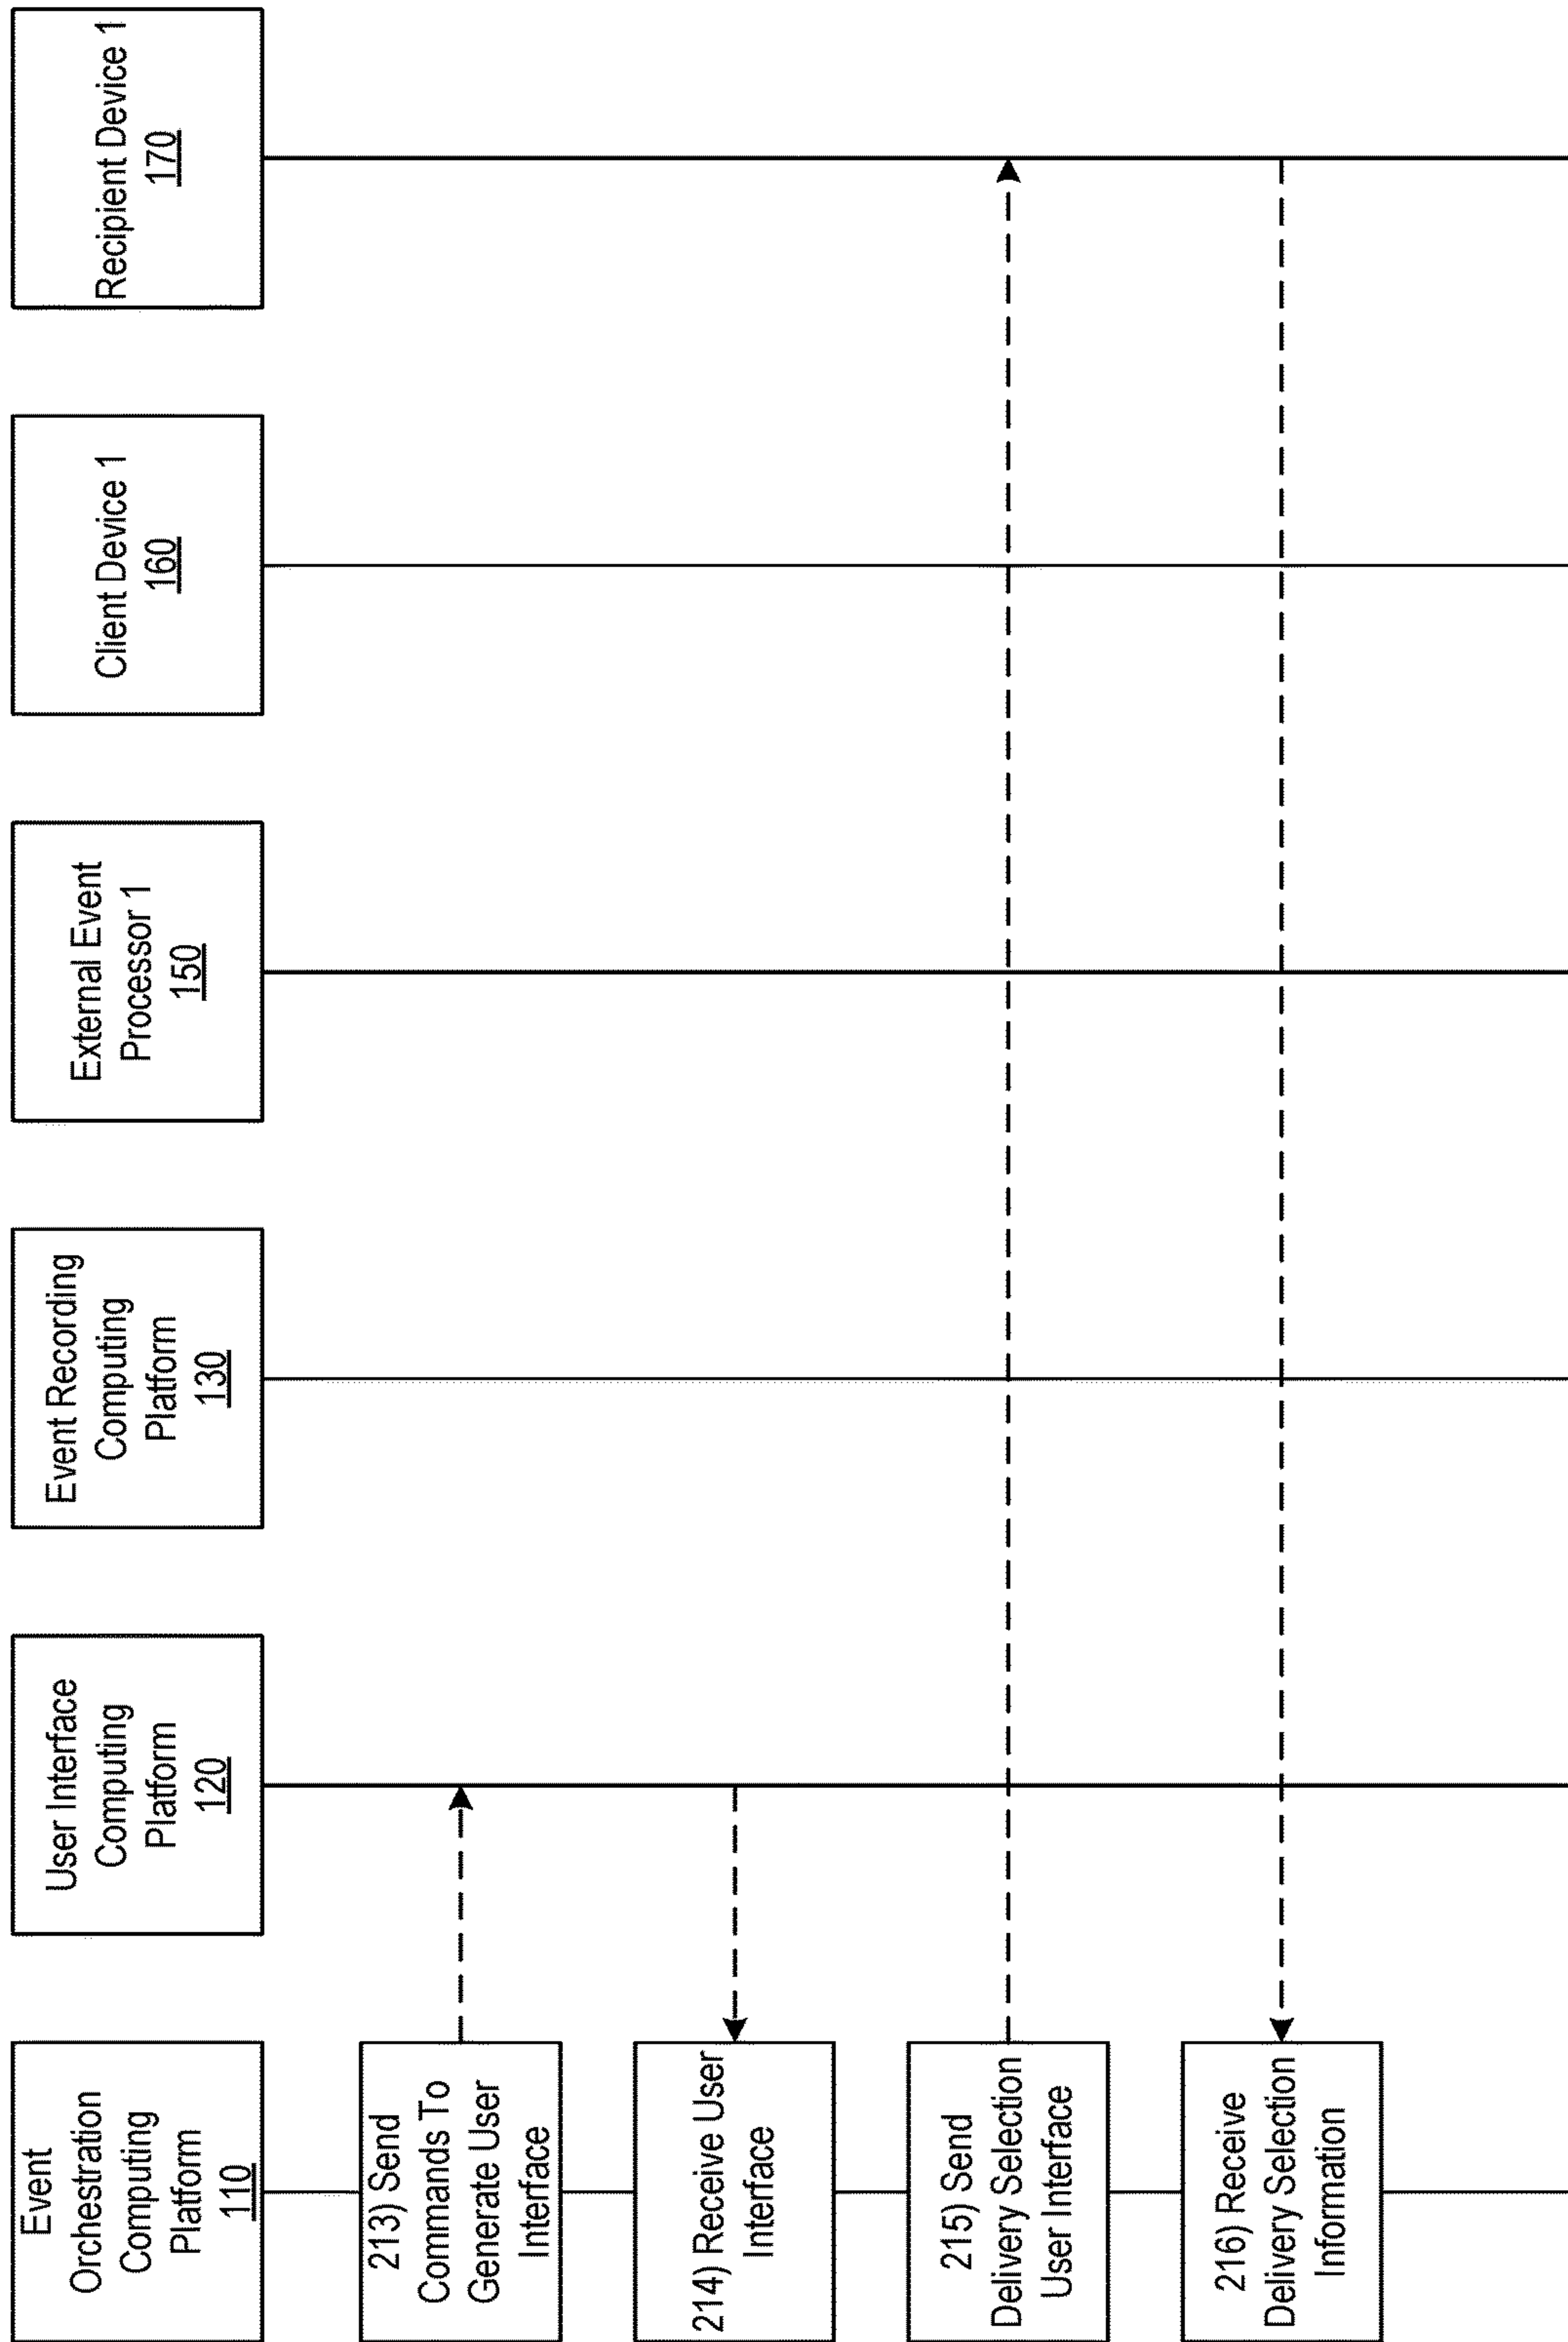 Event
Orchestration
Computing
Platform
110
User Interface
Computing
Platform
120
Event Recording
Computing
Platform
130
External Event
Processor 1
150
Client Device 1
160
Recipient Device 1
170
213) Send
Commands To
Generate User
Interface
214) Receive User
Interface
215) Send
Delivery Selection
User Interface
216) Receive
Delivery Selection
Information